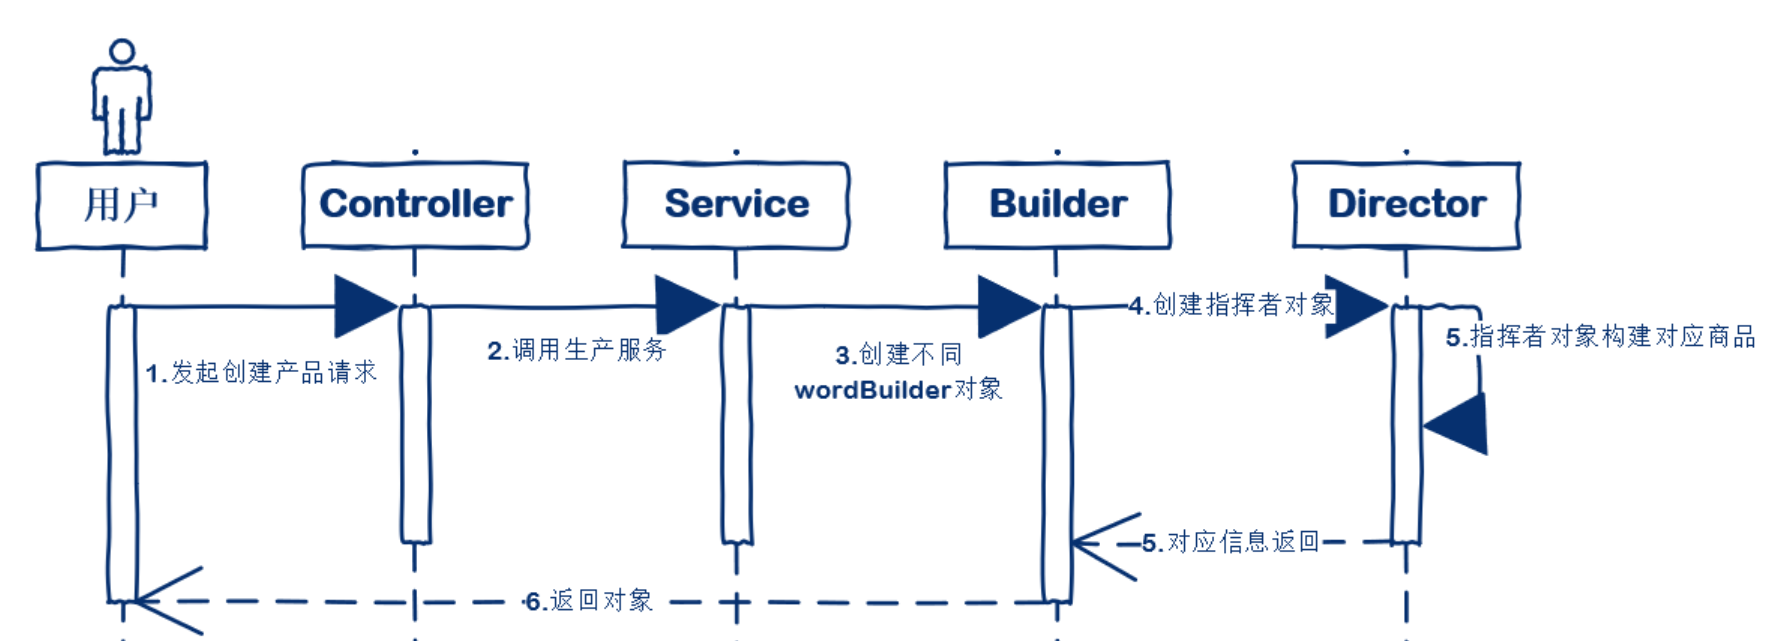 用户
Controller
Service
Builder
Director
1.发起创建产品请求
2.调用生产服务
3.创建不同
wordBuilder对象
4.创建指挥者对象
5.指挥者对象构建对应商品
5.对应信息返回
6.返回对象